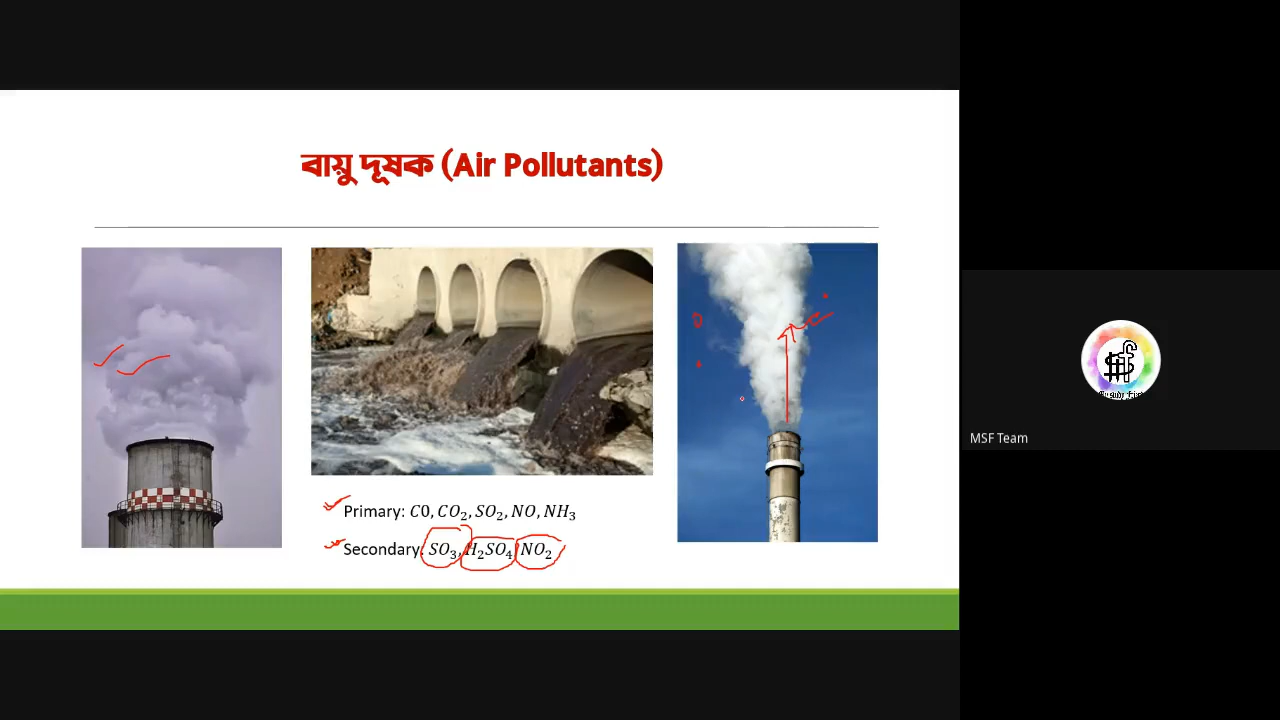 বায়ু দূষক (Air Pollutants)
Primary: C0, CO₂, SO₂, NO, NH₃
Secondary: SO₃, H₂SO₄, NO₂
MSF Team